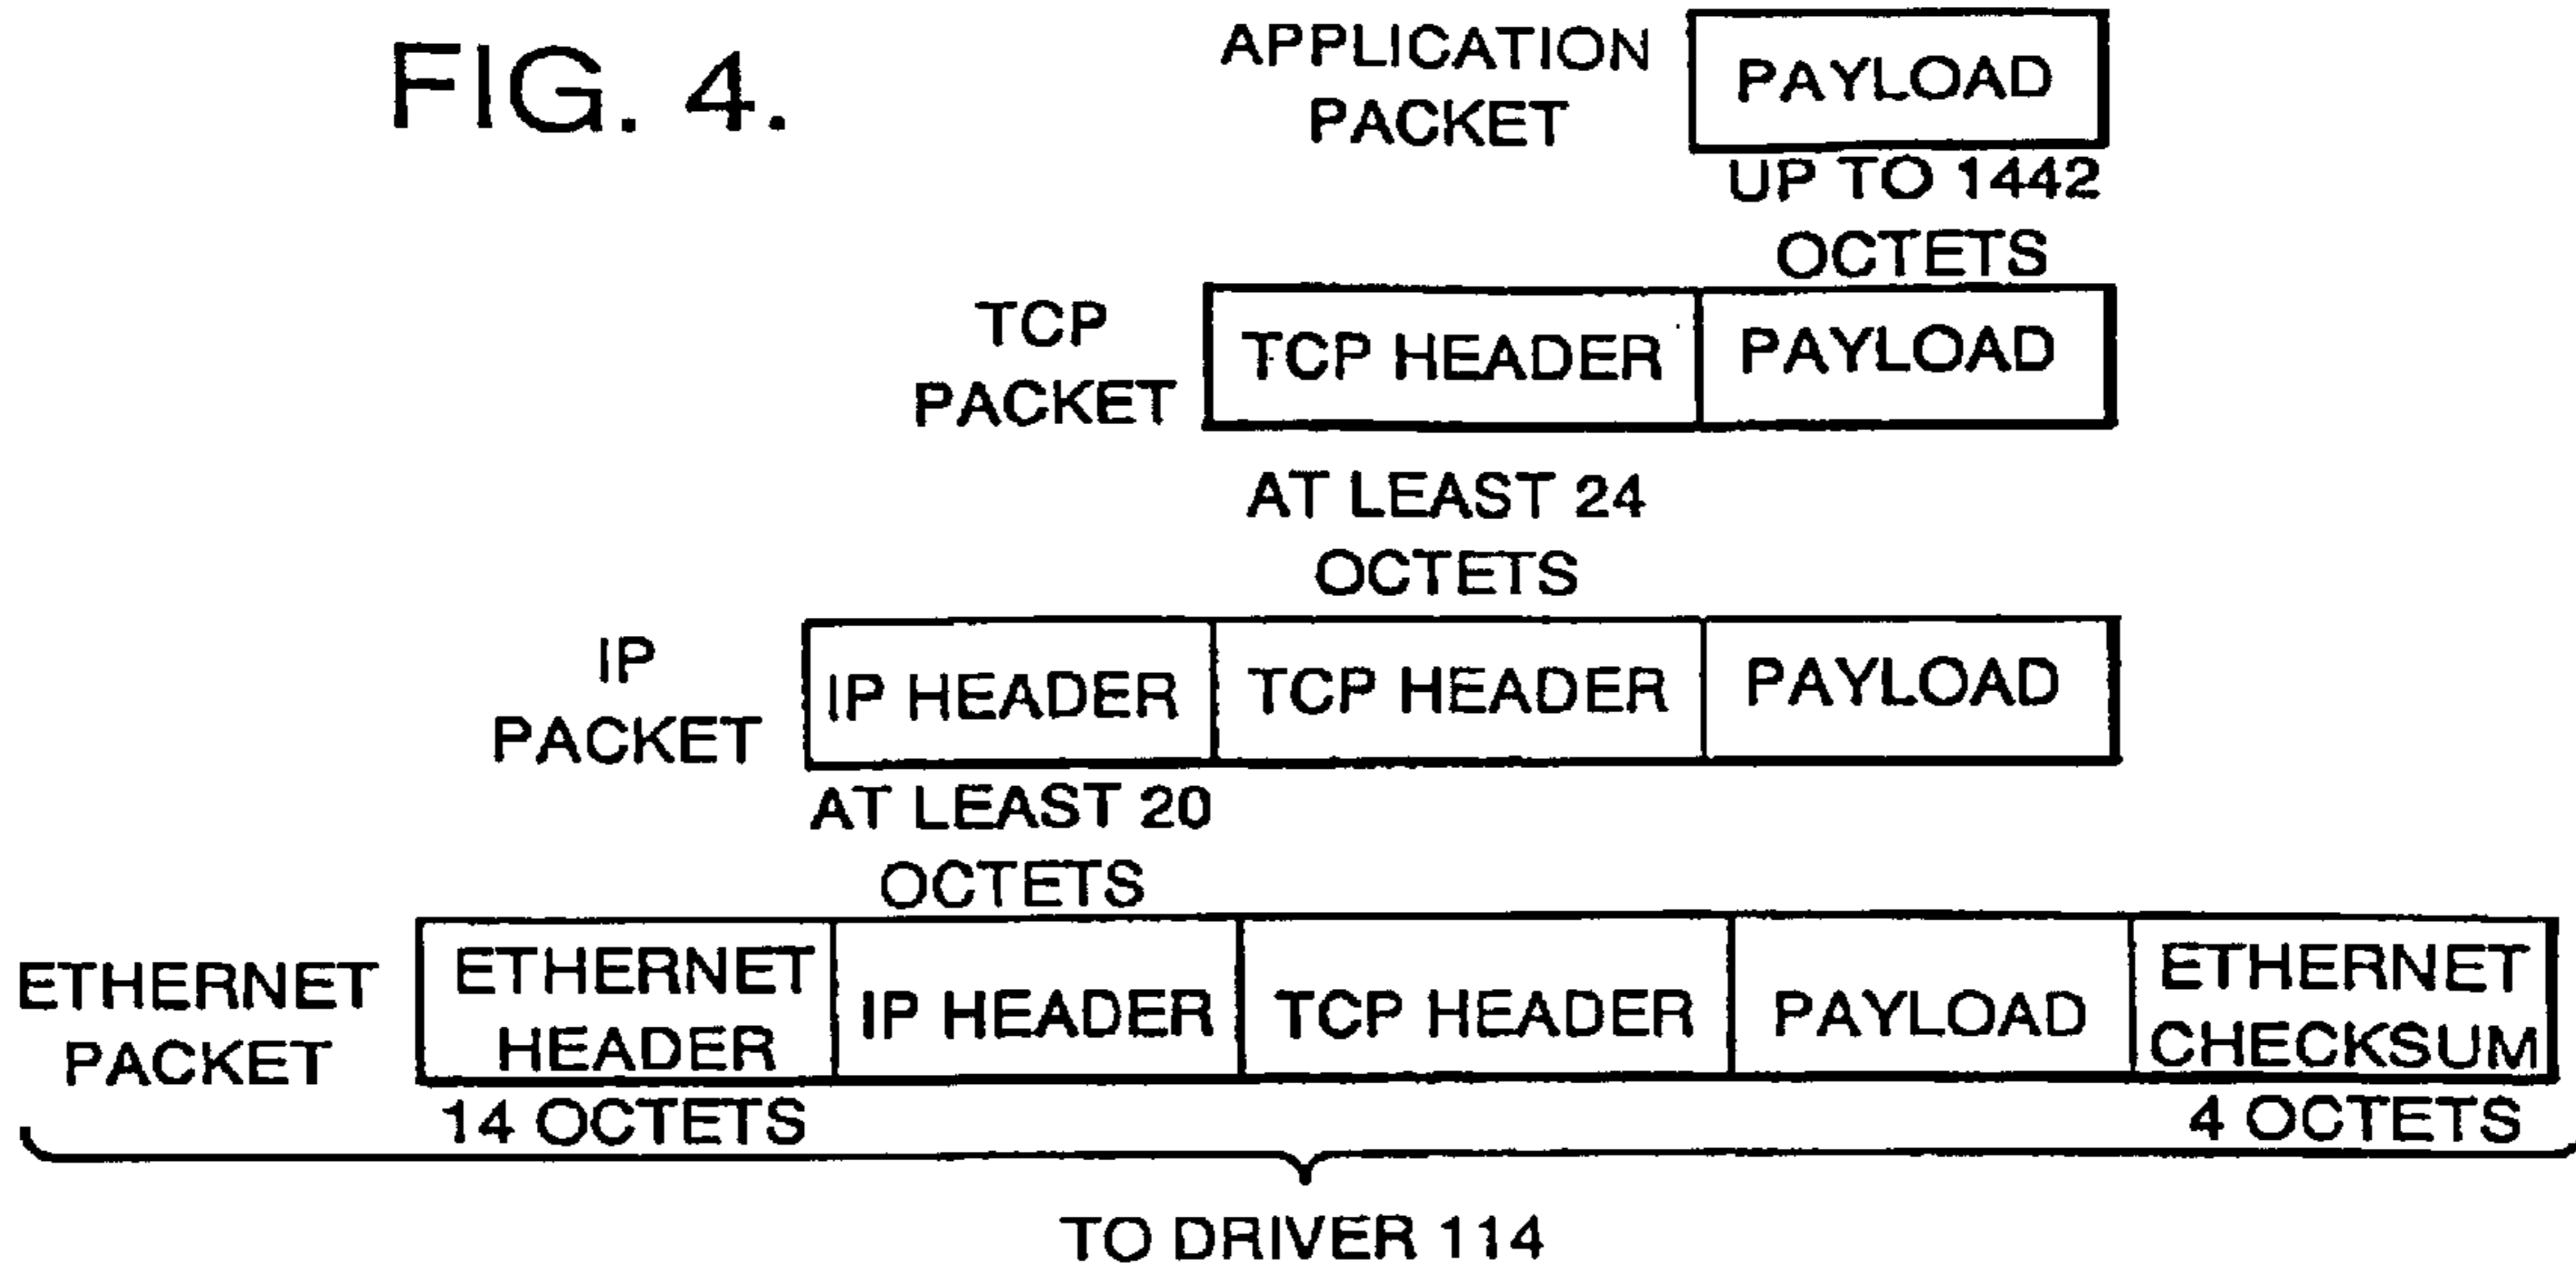 FIG. 4.
APPLICATION
PACKET
PAYLOAD
UP TO 1442
OCTETS
TCP
PACKET
TCP HEADER
PAYLOAD
AT LEAST 24
OCTETS
IP
PACKET
IP HEADER
TCP HEADER
PAYLOAD
AT LEAST 20
OCTETS
ETHERNET
PACKET
ETHERNET
HEADER
IP HEADER
TCP HEADER
PAYLOAD
ETHERNET
CHECKSUM
14 OCTETS
4 OCTETS
TO DRIVER 114